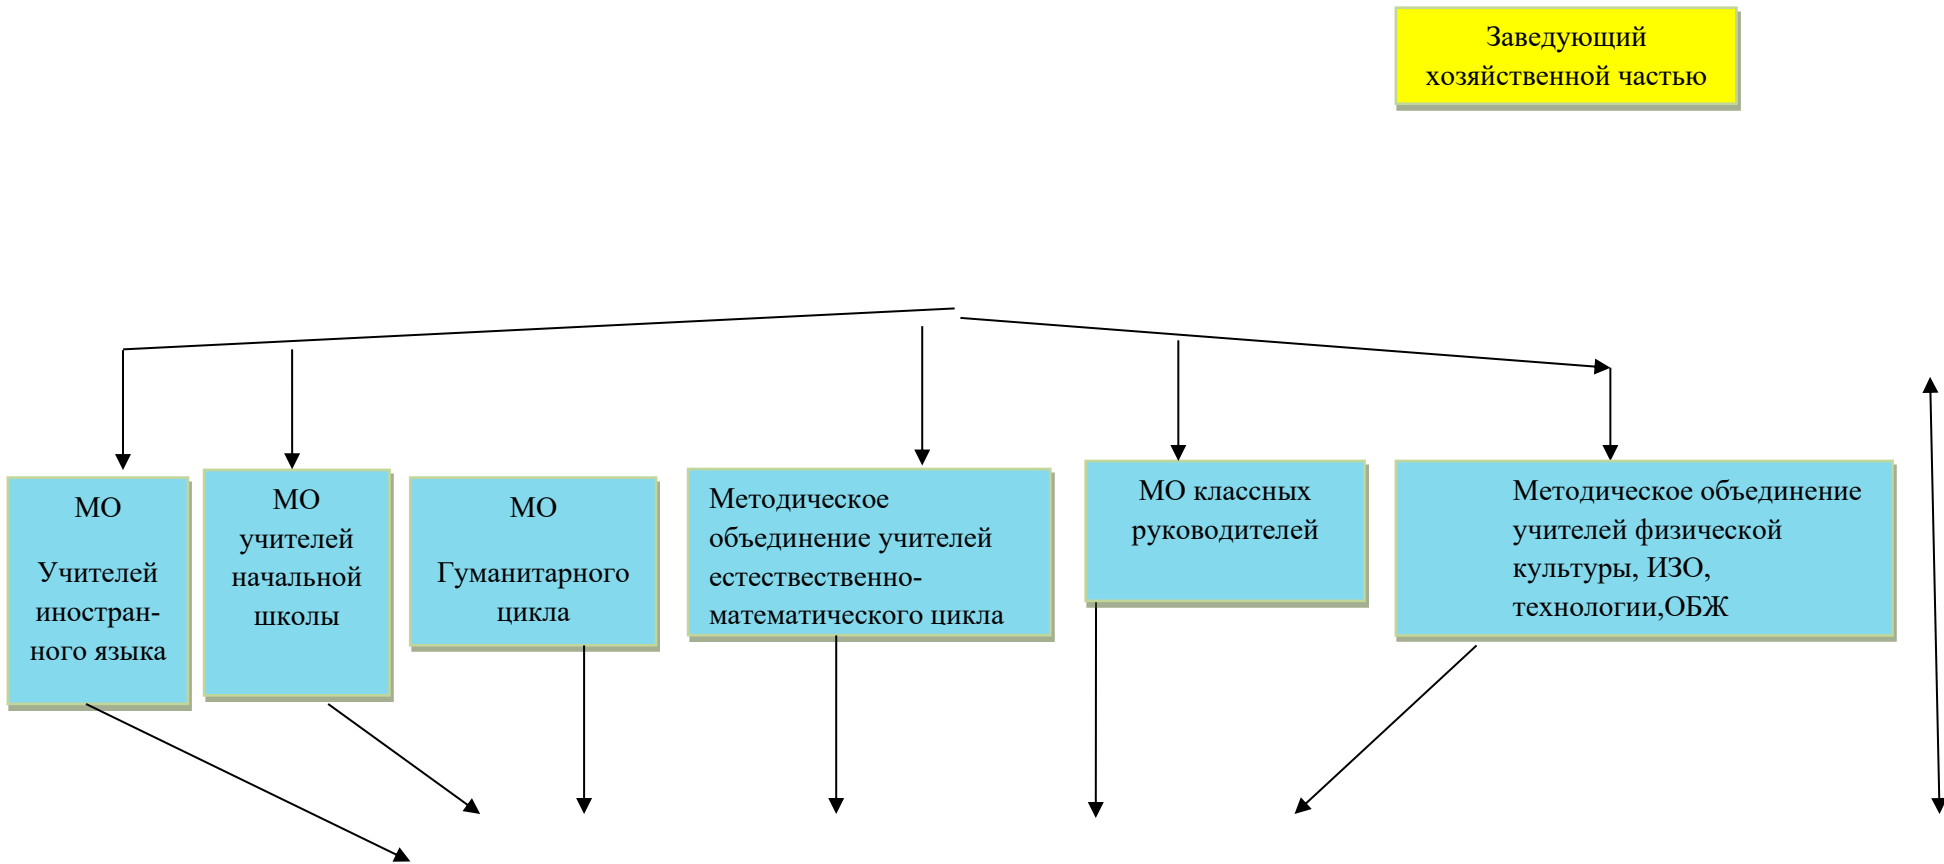 Заведующий
хозяйственной частью
МО
Учителей
иностран-
ного языка
МО
учителей
начальной
школы
МО
Гуманитарного
цикла
Методическое
объединение учителей
естествественно-
математического цикла
МО классных
руководителей
Методическое объединение
учителей физической
культуры, ИЗО,
технологии,ОБЖ